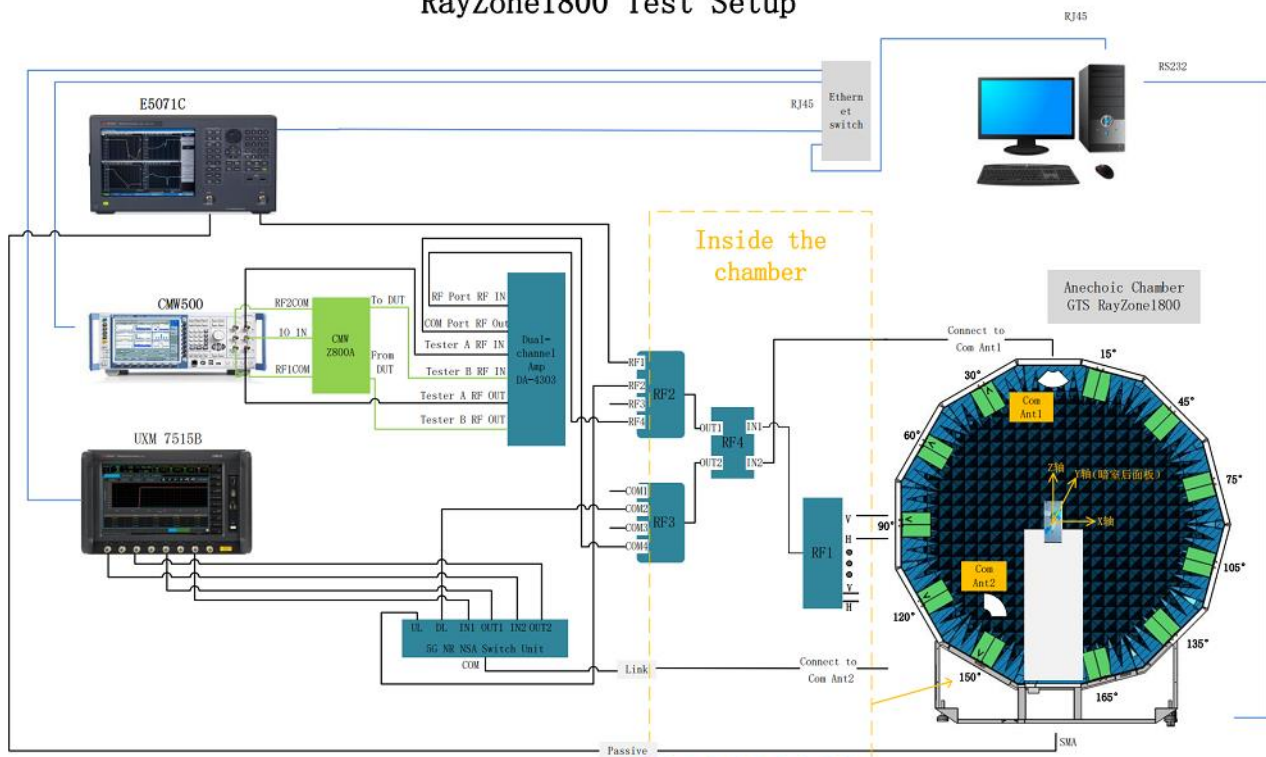 RayZone1800 Test Setup
RJ45
RS232
E5071C
RJ45
Ethern
et
switch
Inside the
chamber
Anechoic Chamber
GTS RayZone1800
CMW500
RF2COM
IO IN
RF1COM
CMW
Z800A
To DUT
From
DUT
RF Port RF IN
COM Port RF Out
Tester A RF IN
Tester B RF IN
Tester A RF OUT
Tester B RF OUT
Dual-
channel
Amp
DA-4303
RF1
RF2
RF3
RF4
RF2
OUT1
OUT2
RF4
IN1
IN2
COM1
COM2
COM3
COM4
RF3
RF1
V
H
V
H
Connect to
Com Ant1
15°
30°
45°
60°
75°
90°
105°
120°
135°
150°
165°
Com
Ant1
Z轴
Y轴(暗室后面板)
X轴
Com
Ant2
UXM 7515B
UL DL IN1 OUT1 IN2 OUT2
5G NR NSA Switch Unit
COM
Link
Connect to
Com Ant2
Passive
SMA